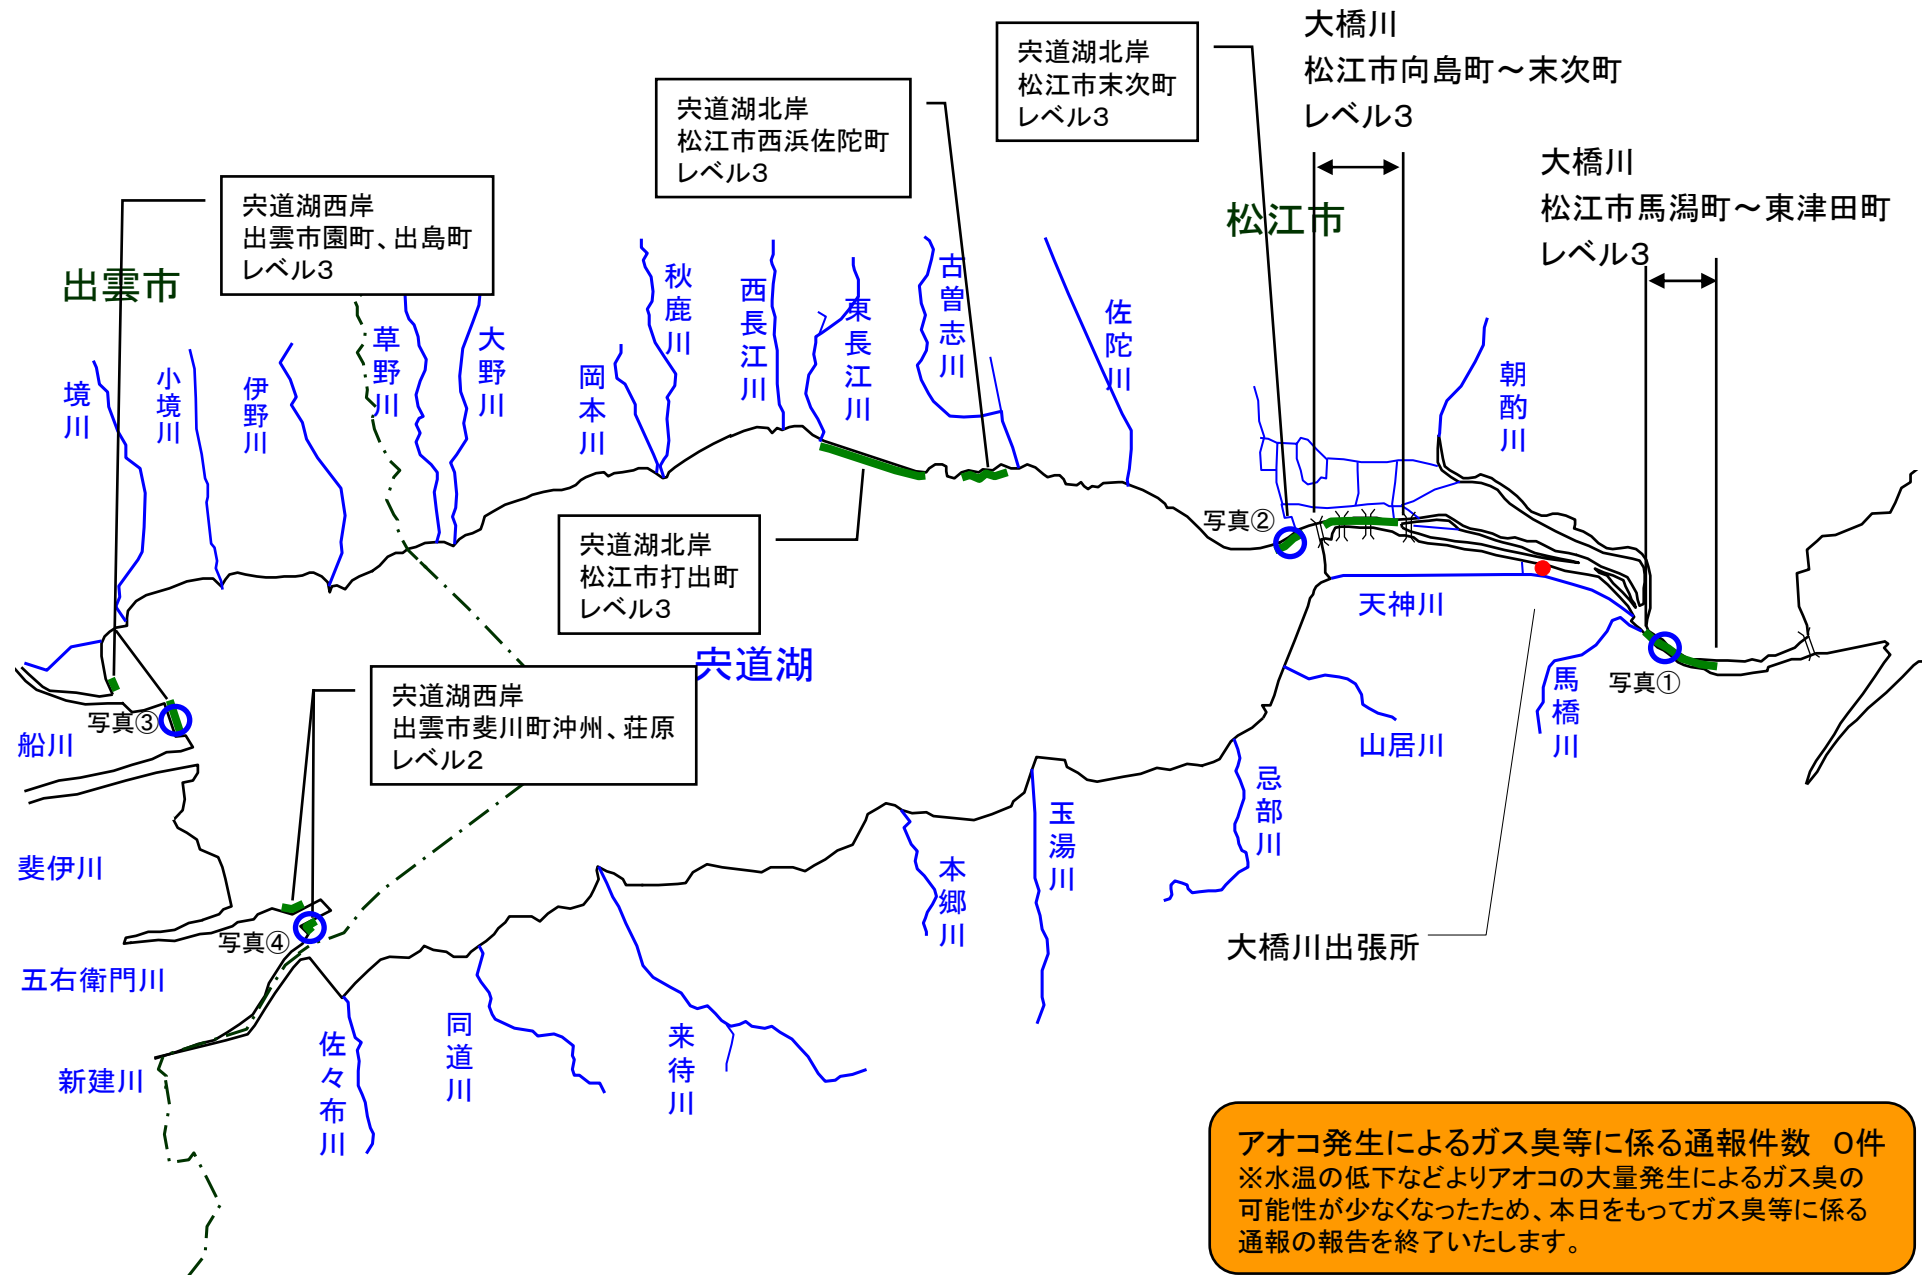 大橋川
松江市向島町～末次町
レベル3
宍道湖北岸
松江市末次町
レベル3
宍道湖北岸
松江市西浜佐陀町
レベル3
大橋川
松江市馬潟町～東津田町
レベル3
宍道湖西岸
出雲市園町、出島町
レベル3
松江市
出雲市
境川
小境川
伊野川
草野川
大野川
岡本川
秋鹿川
西長江川
東長江川
古曽志川
佐陀川
朝酌川
写真②
宍道湖北岸
松江市打出町
レベル3
天神川
宍道湖
写真①
馬橋川
山居川
宍道湖西岸
出雲市斐川町沖州、荘原
レベル2
写真③
船川
忌部川
玉湯川
本郷川
斐伊川
写真④
大橋川出張所
五右衛門川
新建川
佐々布川
同道川
来待川
アオコ発生によるガス臭等に係る通報件数　0件
※水温の低下などよりアオコの大量発生によるガス臭の
可能性が少なくなったため、本日をもってガス臭等に係る
通報の報告を終了いたします。